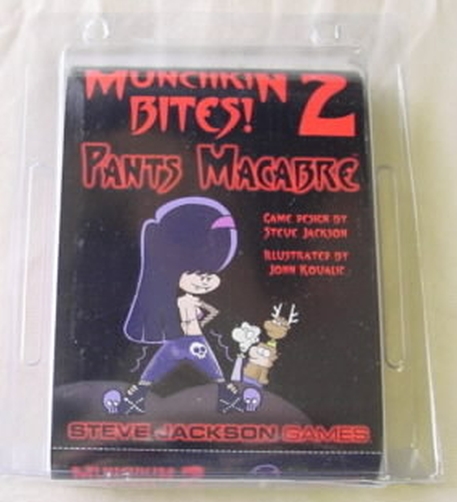 MUNCHKIN 2
BITES!
PANTS MACABRE
GAME DESIGN BY
STEVE JACKSON
ILLUSTRATED BY
JOHN KOVALIC
STEVE JACKSON GAMES